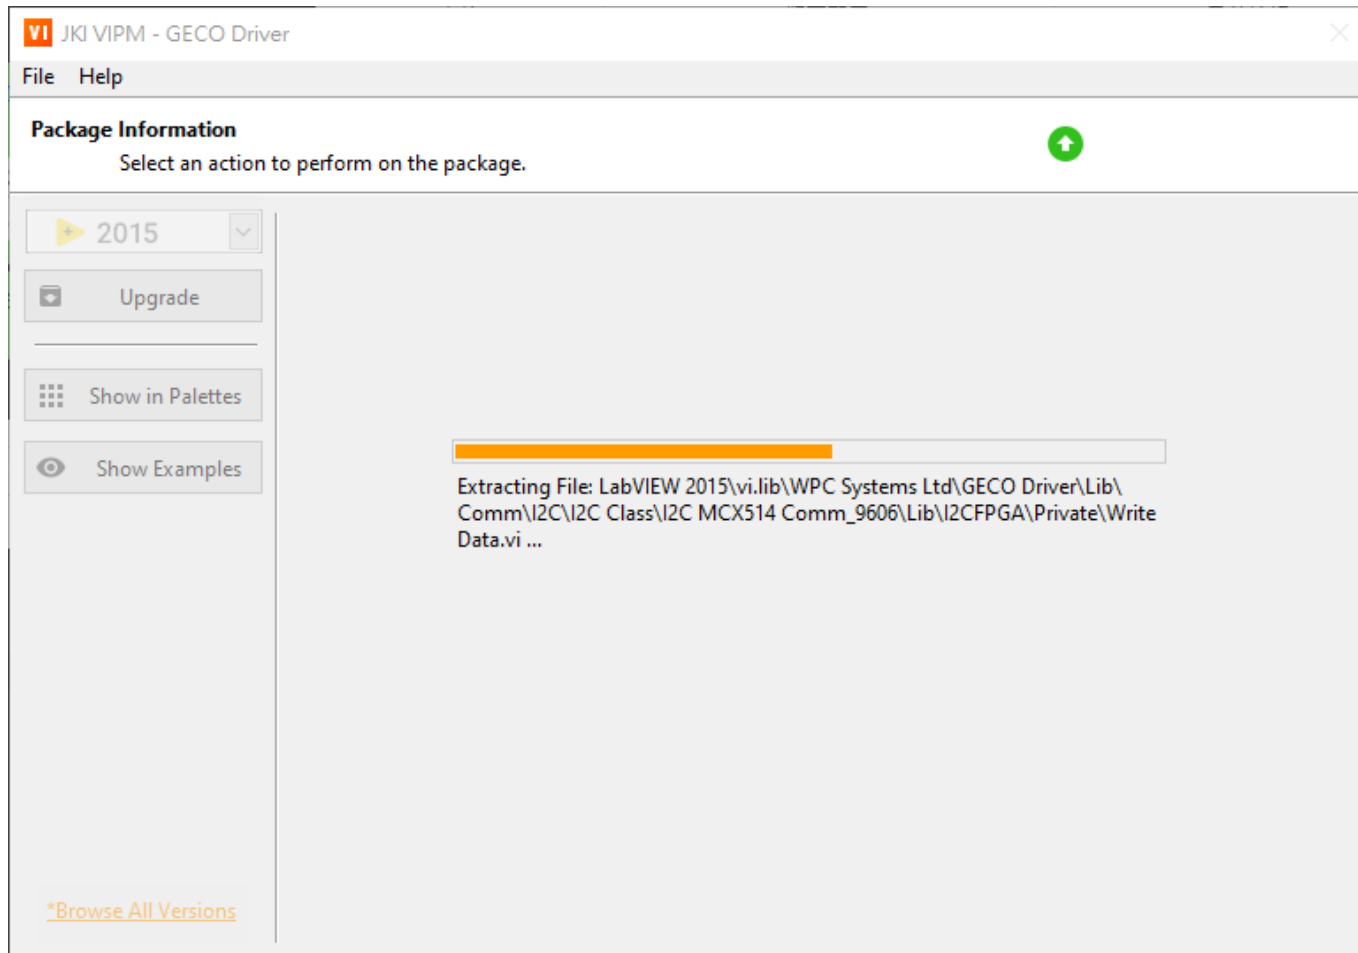 VI JKI VIPM - GECO Driver
File Help
Package Information
Select an action to perform on the package.
2015
Upgrade
Show in Palettes
Show Examples
Extracting File: LabVIEW 2015\vi.lib\WPC Systems Ltd\GECO Driver\Lib\
Comm\I2C\I2C Class\I2C MCX514 Comm_9606\Lib\I2CFPGA\Private\Write
Data.vi ...
*Browse All Versions